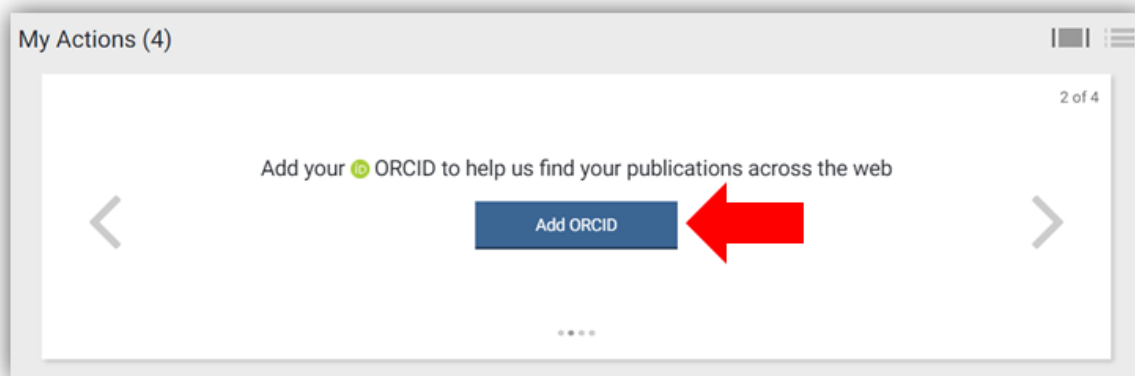 My Actions (4)
2 of 4
Add your iD ORCID to help us find your publications across the web
Add ORCID